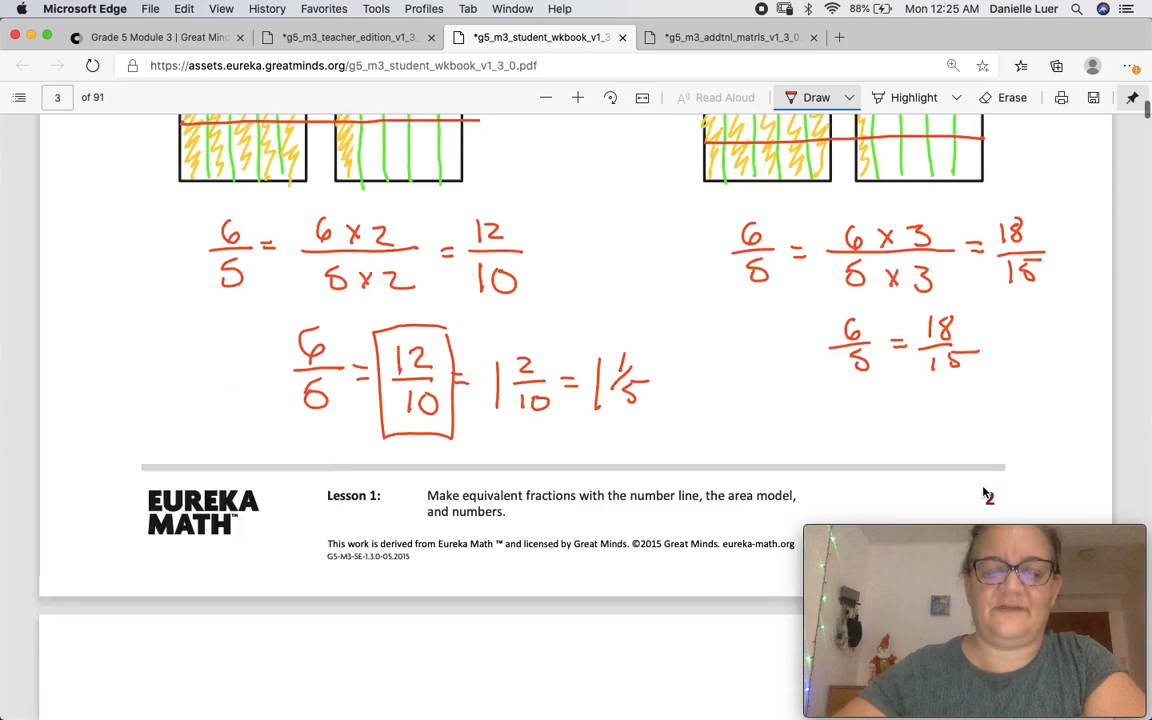 Microsoft Edge File Edit View History Favorites Tools Profiles Tab Window Help 88% Mon 12:25 AM Danielle Luer
Grade 5 Module 3 | Great Min *g5_m3_teacher_edition_v1_3_ *g5_m3_student_wkbook_v1_3 *g5_m3_addtnl_matrls_v1_3_0
https://assets.eureka.greatminds.org/g5_m3_student_wkbook_v1_3_0.pdf
3 of 91 Read Aloud Draw Highlight Erase
6/5 = 6 x 2/5 x 2 = 12/10
6/5 = 6 x 3/5 x 3 = 18/15
6/5 = 12/10 = 1 2/10 = 1 1/5
6/5 = 18/15
EUREKA MATH
Lesson 1: Make equivalent fractions with the number line, the area model,
and numbers.
2
This work is derived from Eureka Math ™ and licensed by Great Minds. ©2015 Great Minds. eureka-math.org
G5-M3-SE-1.3.0-05.2015